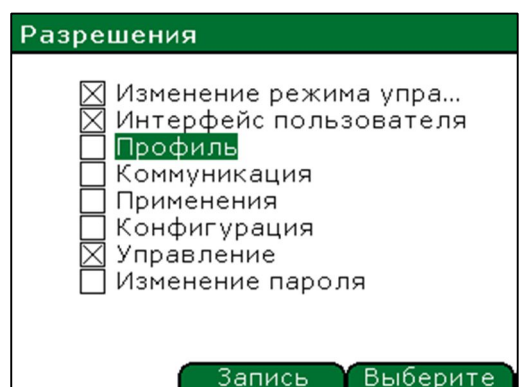 Разрешения
Изменение режима упра...
Интерфейс пользователя
Профиль
Коммуникация
Применения
Конфигурация
Управление
Изменение пароля
Запись Выберите